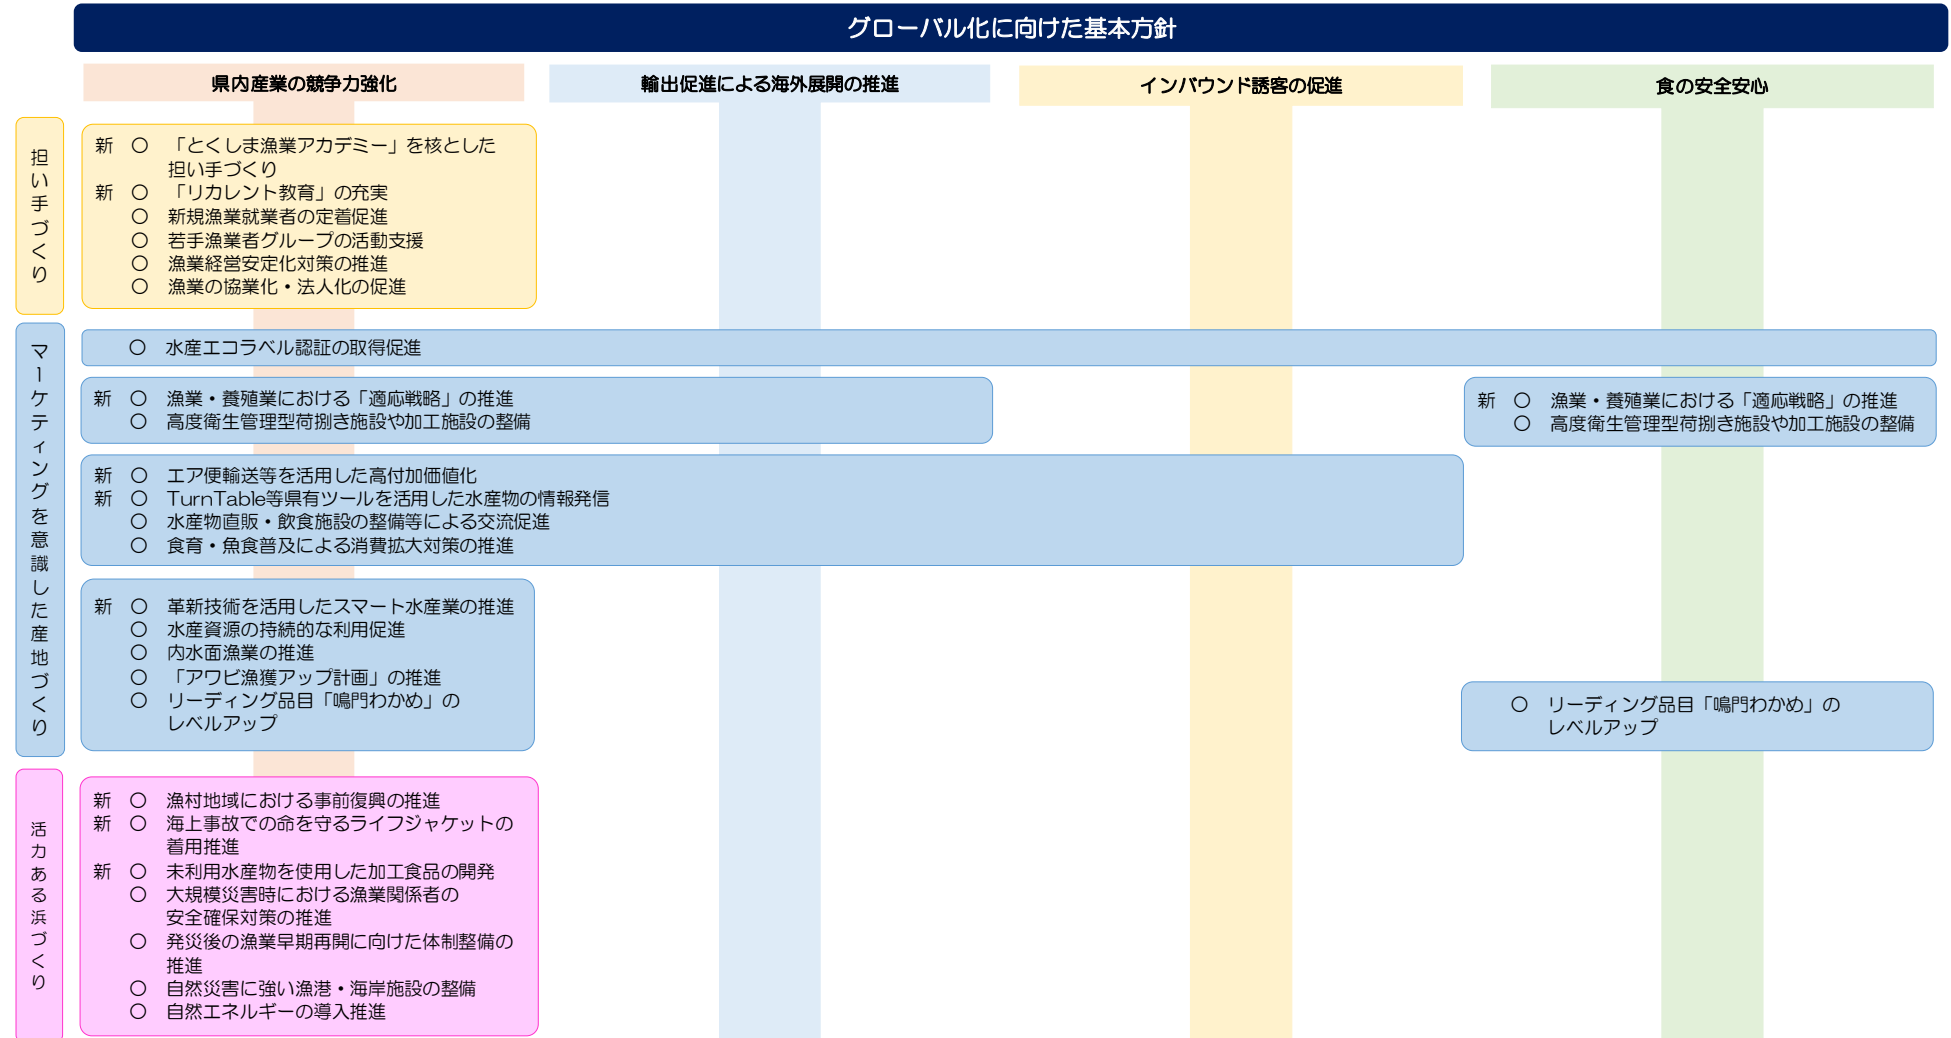 グローバル化に向けた基本方針
県内産業の競争力強化
輸出促進による海外展開の推進
インバウンド誘客の促進
食の安全安心
担い手づくり
新 〇 「とくしま漁業アカデミー」を核とした
担い手づくり
新 〇 「リカレント教育」の充実
〇 新規漁業就業者の定着促進
〇 若手漁業者グループの活動支援
〇 漁業経営安定化対策の推進
〇 漁業の協業化・法人化の促進
マーケティングを意識した産地づくり
〇 水産エコラベル認証の取得促進
新 〇 漁業・養殖業における「適応戦略」の推進
〇 高度衛生管理型荷捌き施設や加工施設の整備
新 〇 漁業・養殖業における「適応戦略」の推進
〇 高度衛生管理型荷捌き施設や加工施設の整備
新 〇 エア便輸送等を活用した高付加価値化
新 〇 TurnTable等県有ツールを活用した水産物の情報発信
〇 水産物直販・飲食施設の整備等による交流促進
〇 食育・魚食普及による消費拡大対策の推進
新 〇 革新技術を活用したスマート水産業の推進
〇 水産資源の持続的な利用促進
〇 内水面漁業の推進
〇 「アワビ漁獲アップ計画」の推進
〇 リーディング品目「鳴門わかめ」の
レベルアップ
〇 リーディング品目「鳴門わかめ」の
レベルアップ
活力ある浜づくり
新 〇 漁村地域における事前復興の推進
新 〇 海上事故での命を守るライフジャケットの
着用推進
新 〇 未利用水産物を使用した加工食品の開発
〇 大規模災害時における漁業関係者の
安全確保対策の推進
〇 発災後の漁業早期再開に向けた体制整備の
推進
〇 自然災害に強い漁港・海岸施設の整備
〇 自然エネルギーの導入推進